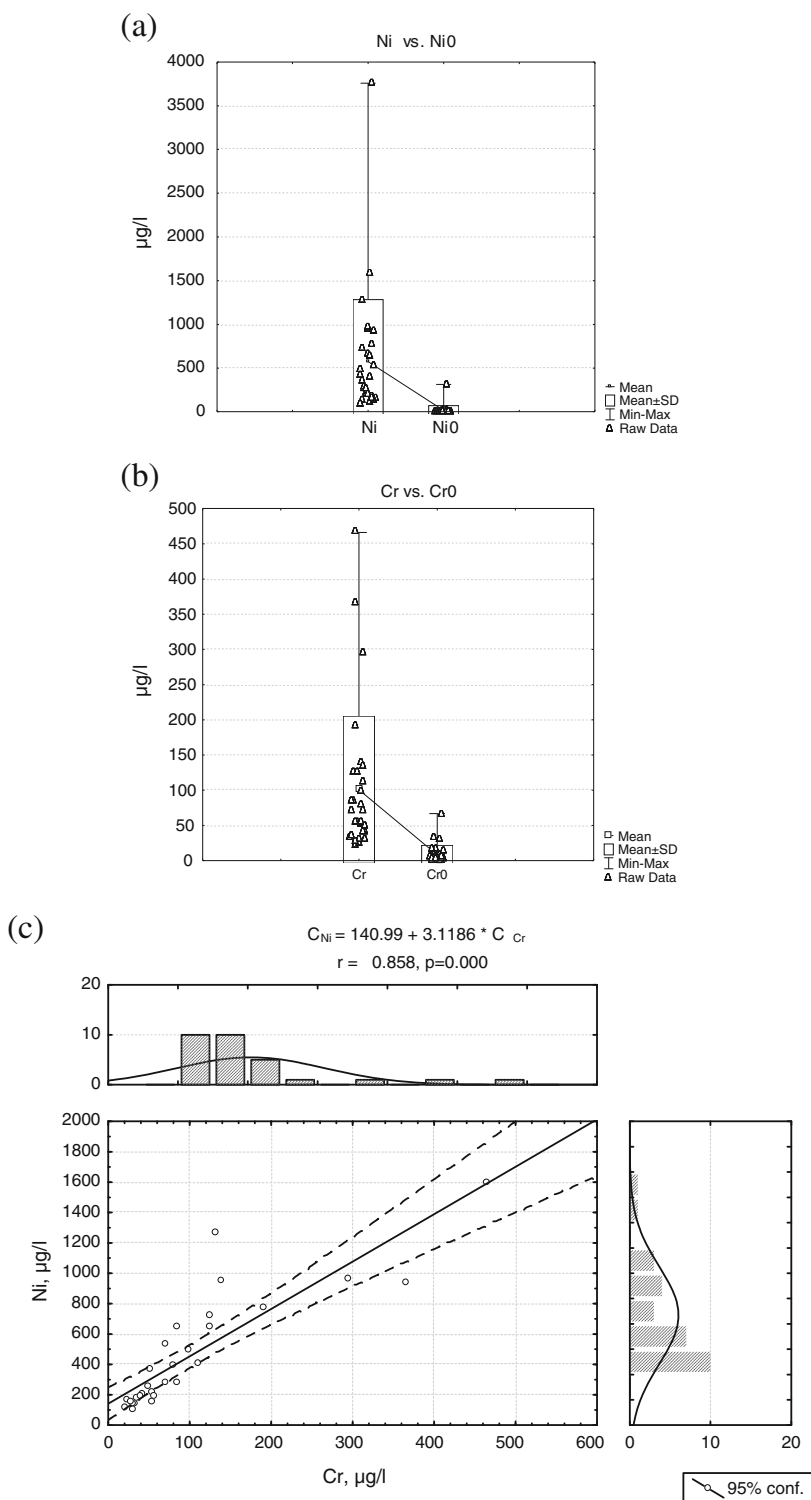 (a)
Ni vs. Ni0
4000
3500
3000
2500
2000
1500
1000
500
0
µg/l
Ni Ni0
Mean
Mean±SD
Min-Max
Raw Data
(b)
Cr vs. Cr0
500
450
400
350
300
250
200
150
100
50
0
µg/l
Cr Cr0
Mean
Mean±SD
Min-Max
Raw Data
(c)
C Ni = 140.99 + 3.1186 * C Cr
r = 0.858, p=0.000
20
10
0
2000
1800
1600
1400
1200
1000
800
600
400
200
0
Ni, µg/l
0 100 200 300 400 500 600
Cr, µg/l
0 10 20
95% conf.